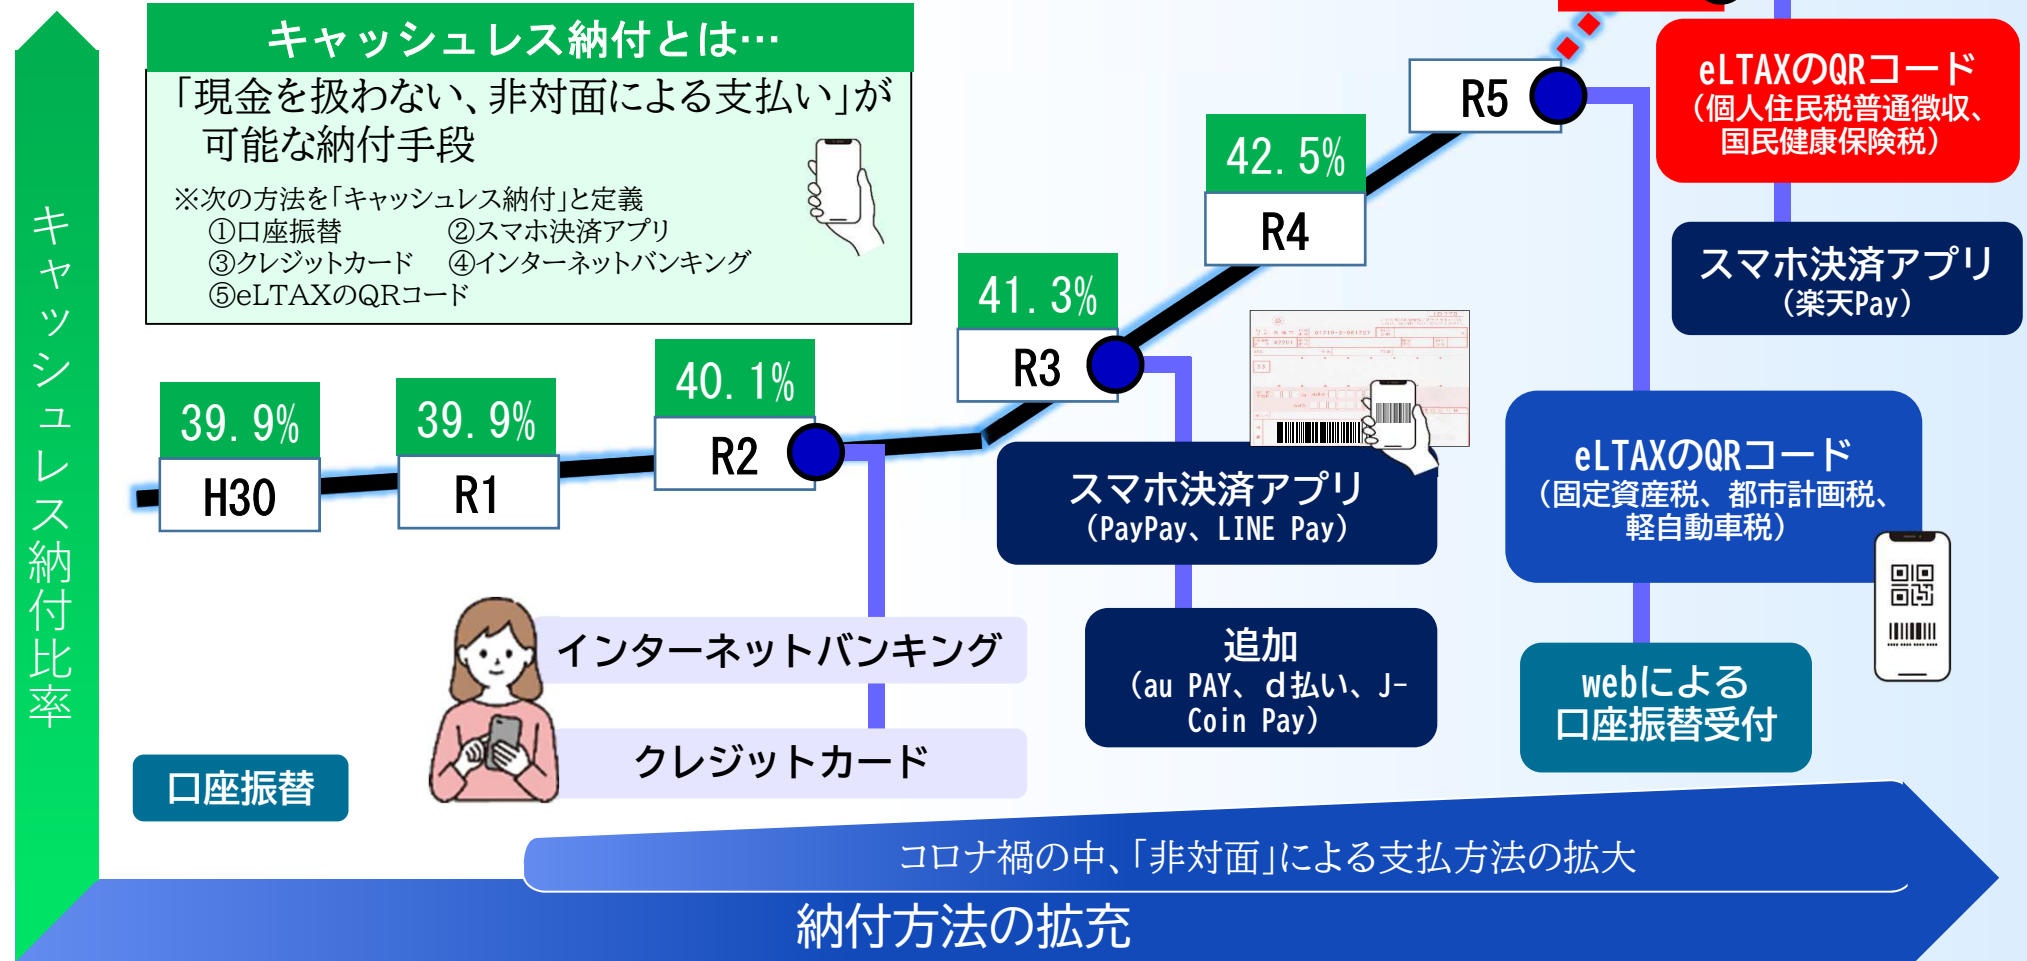 キャッシュレス納付とは…
「現金を扱わない、非対面による支払い」が
可能な納付手段
※次の方法を「キャッシュレス納付」と定義
①口座振替 ②スマホ決済アプリ
③クレジットカード ④インターネットバンキング
⑤eLTAXのQRコード
キャッシュレス納付比率
39.9%
H30
39.9%
R1
40.1%
R2
41.3%
R3
42.5%
R4
R5
eLTAXのQRコード
（個人住民税普通徴収、
国民健康保険税）
スマホ決済アプリ
（楽天Pay）
スマホ決済アプリ
（PayPay、LINE Pay）
追加
（au PAY、ｄ払い、J-
Coin Pay）
eLTAXのQRコード
（固定資産税、都市計画税、
軽自動車税）
webによる
口座振替受付
インターネットバンキング
クレジットカード
口座振替
コロナ禍の中、「非対面」による支払方法の拡大
納付方法の拡充